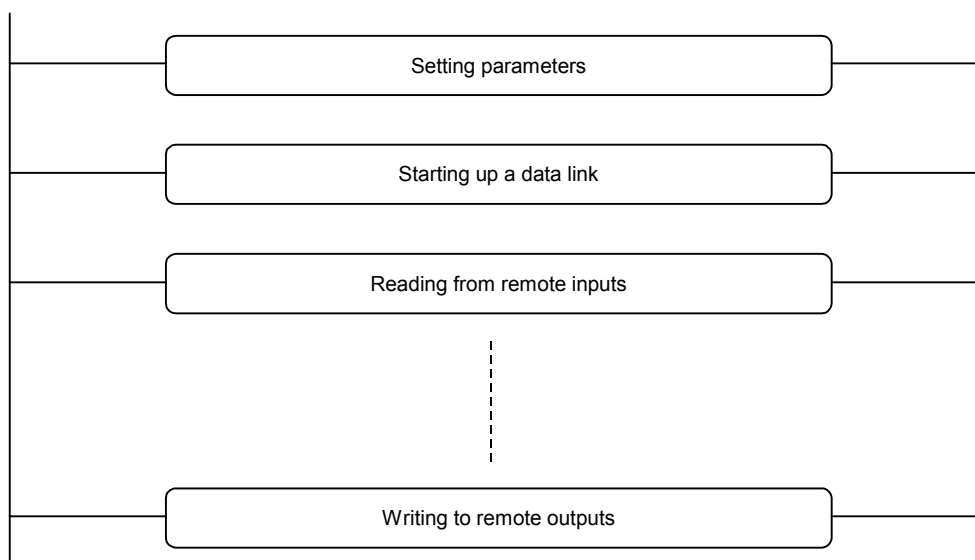 Setting parameters
Starting up a data link
Reading from remote inputs
Writing to remote outputs